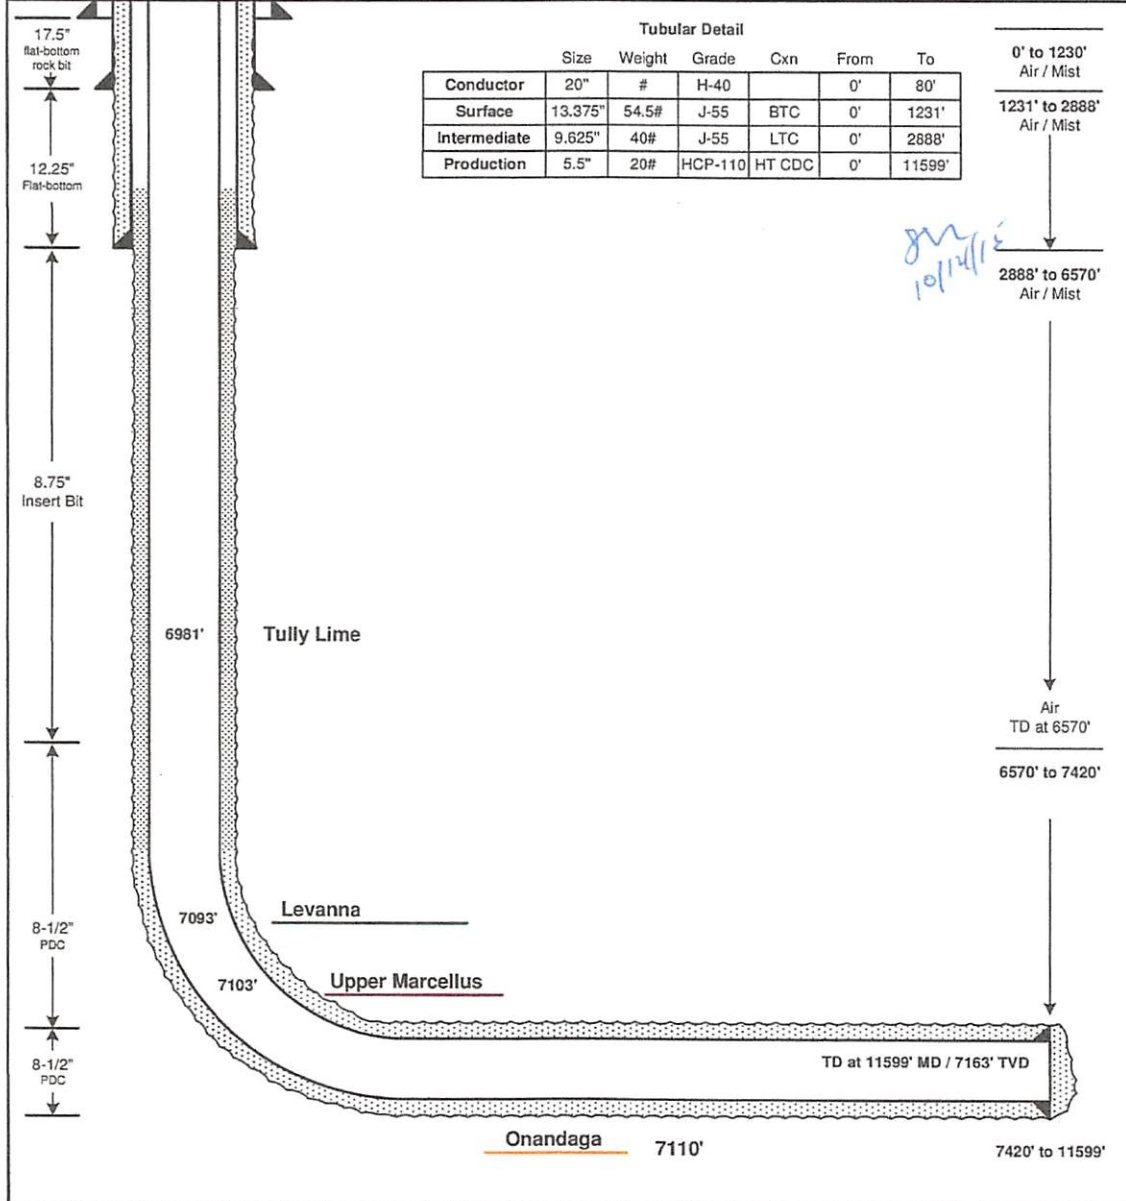 17.5"
flat-bottom
rock bit
12.25"
Flat-bottom
8.75"
Insert Bit
8-1/2"
PDC
8-1/2"
PDC
Tubular Detail
Size Weight Grade Cxn From To
Conductor 20" # H-40 0' 80'
Surface 13.375" 54.5# J-55 BTC 0' 1231'
Intermediate 9.625" 40# J-55 LTC 0' 2888'
Production 5.5" 20# HCP-110 HT CDC 0' 11599'
0' to 1230'
Air / Mist
1231' to 2888'
Air / Mist
2888' to 6570'
Air / Mist
Air
TD at 6570'
6570' to 7420'
6981' Tully Lime
7093' Levanna
7103' Upper Marcellus
TD at 11599' MD / 7163' TVD
Onandaga 7110'
7420' to 11599'